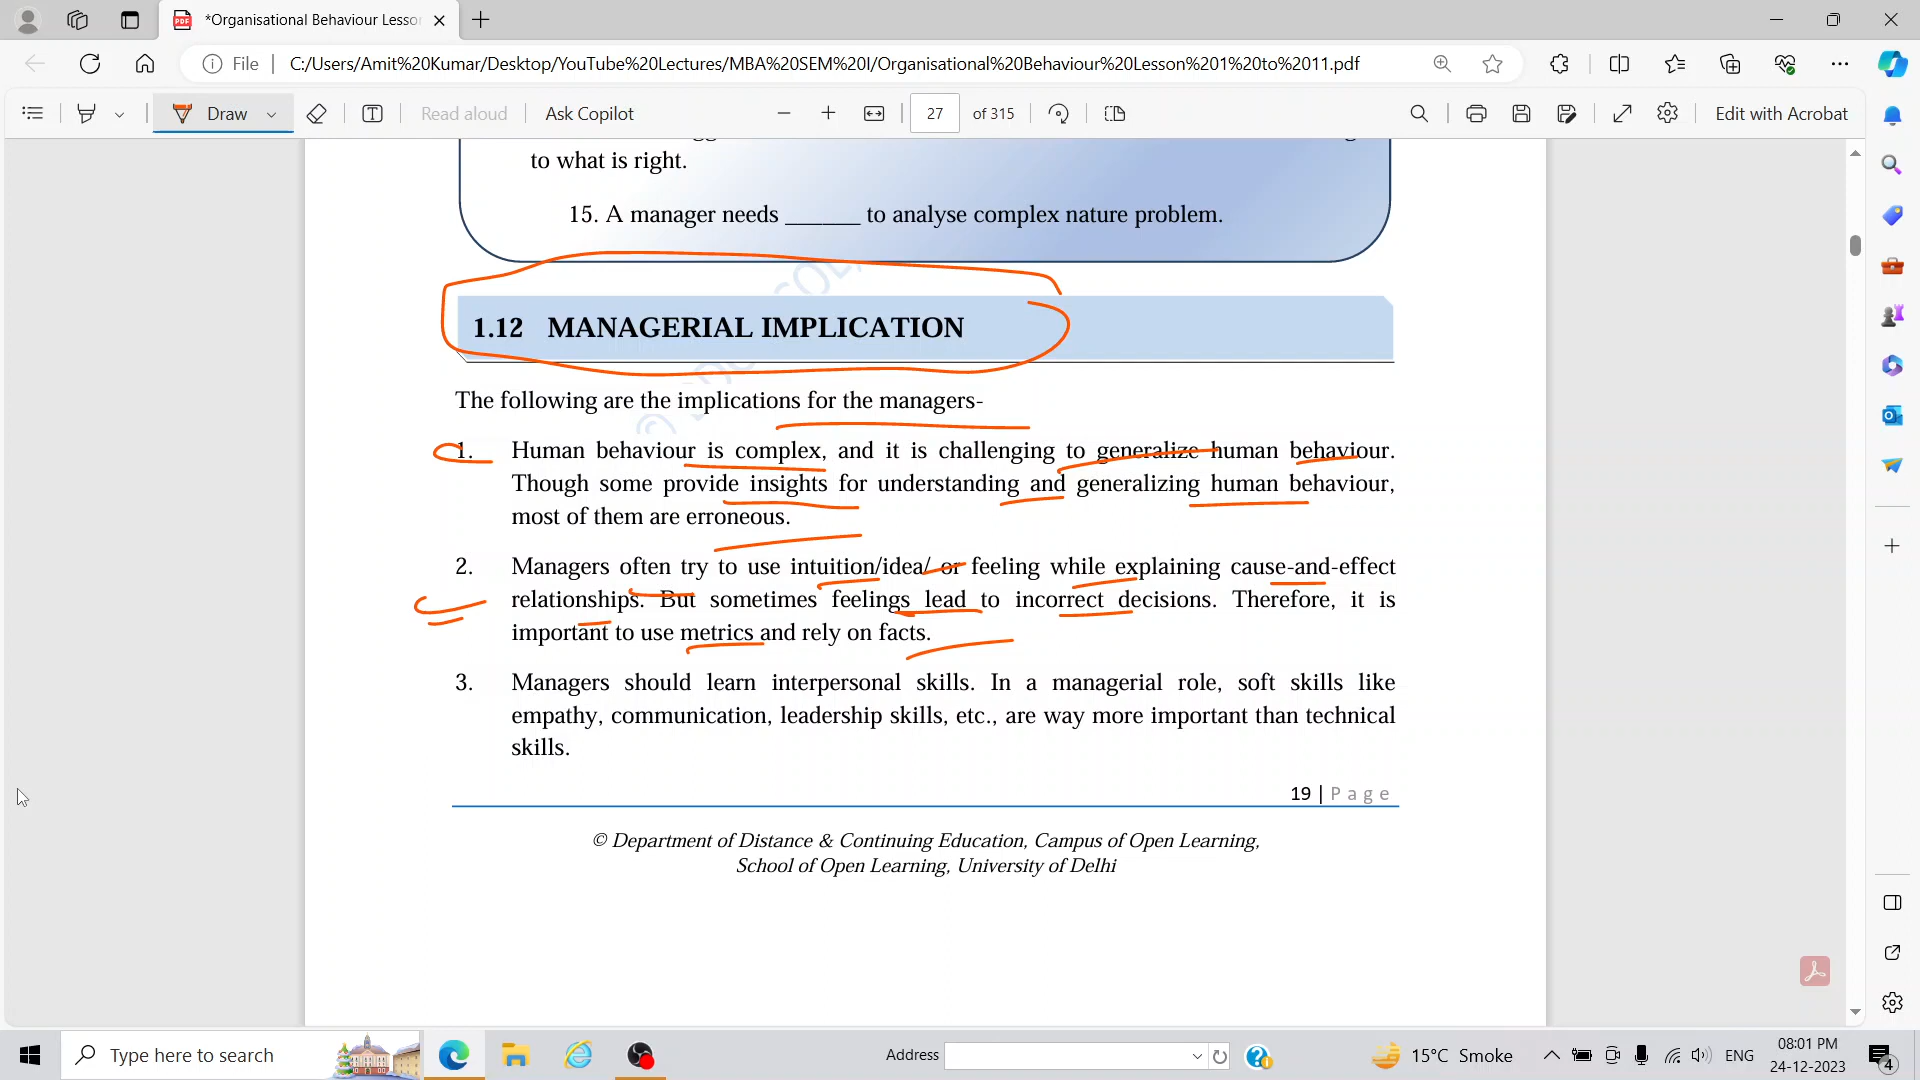 *Organisational Behaviour Lesso
File
C:/Users/Amit%20Kumar/Desktop/YouTube%20Lectures/MBA%20SEM%20I/Organisational%20Behaviour%20Lesson%201%20to%2011.pdf
Draw
Read aloud
Ask Copilot
27 of 315
Edit with Acrobat
to what is right.
15. A manager needs ______ to analyse complex nature problem.
1.12 MANAGERIAL IMPLICATION
The following are the implications for the managers-
1. Human behaviour is complex, and it is challenging to generalize human behaviour.
Though some provide insights for understanding and generalizing human behaviour,
most of them are erroneous.
2. Managers often try to use intuition/idea/ or feeling while explaining cause-and-effect
relationships. But sometimes feelings lead to incorrect decisions. Therefore, it is
important to use metrics and rely on facts.
3. Managers should learn interpersonal skills. In a managerial role, soft skills like
empathy, communication, leadership skills, etc., are way more important than technical
skills.
19 | Page
© Department of Distance & Continuing Education, Campus of Open Learning,
School of Open Learning, University of Delhi
Type here to search
Address
15°C Smoke
ENG
08:01 PM
24-12-2023
4